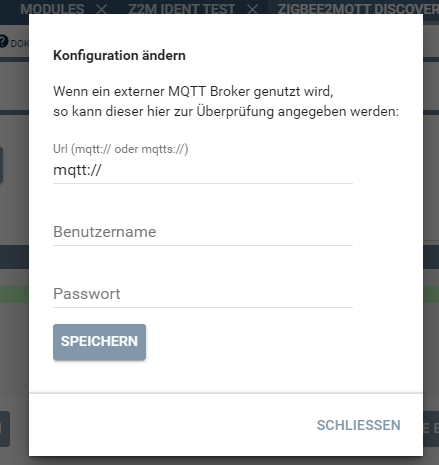 MODULES × Z2M IDENT TEST × ZIGBEE2MQTT DISCOVER
DOK
Konfiguration ändern
Wenn ein externer MQTT Broker genutzt wird,
so kann dieser hier zur Überprüfung angegeben werden:
Url (mqtt:// oder mqtts://)
mqtt://
Benutzername
Passwort
SPEICHERN
SCHLIESSEN